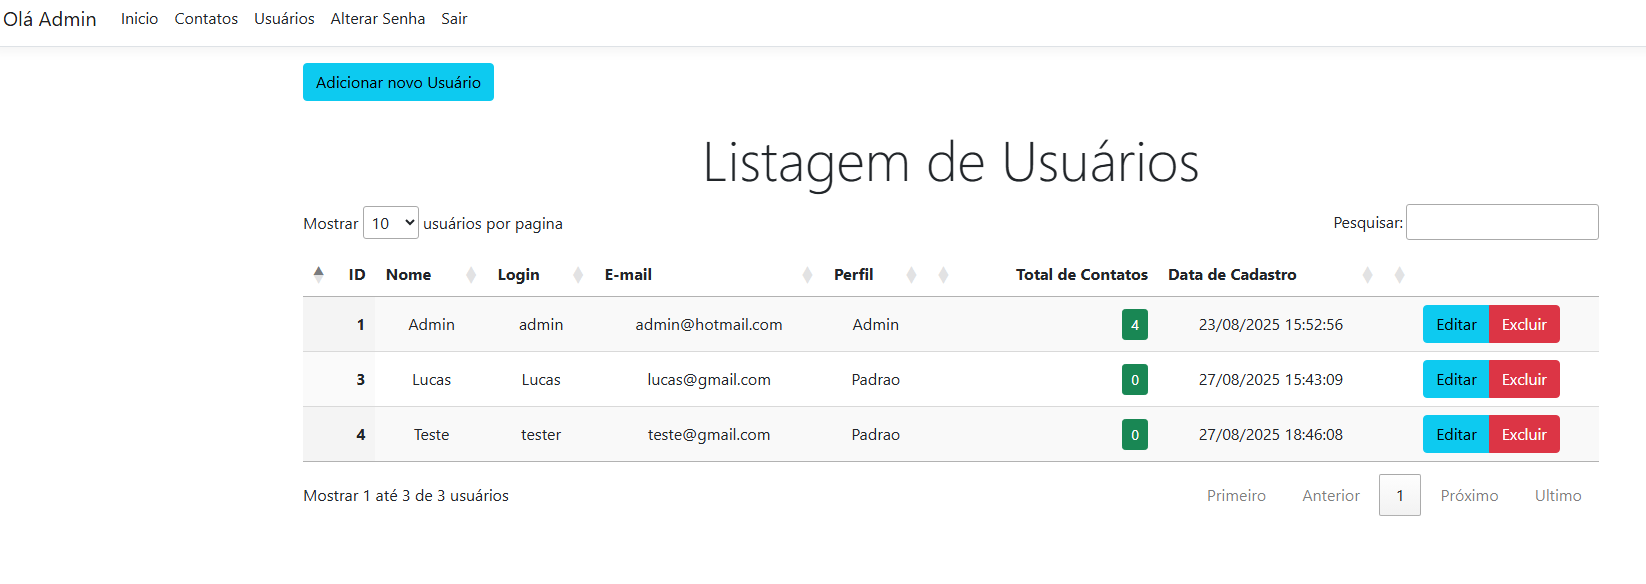 Olá Admin Inicio Contatos Usuários Alterar Senha Sair
Adicionar novo Usuário
Listagem de Usuários
Mostrar 10 usuários por pagina Pesquisar:
ID Nome Login E-mail Perfil Total de Contatos Data de Cadastro
1 Admin admin admin@hotmail.com Admin 4 23/08/2025 15:52:56 Editar Excluir
3 Lucas Lucas lucas@gmail.com Padrao 0 27/08/2025 15:43:09 Editar Excluir
4 Teste tester teste@gmail.com Padrao 0 27/08/2025 18:46:08 Editar Excluir
Mostrar 1 até 3 de 3 usuários Primeiro Anterior 1 Próximo Ultimo